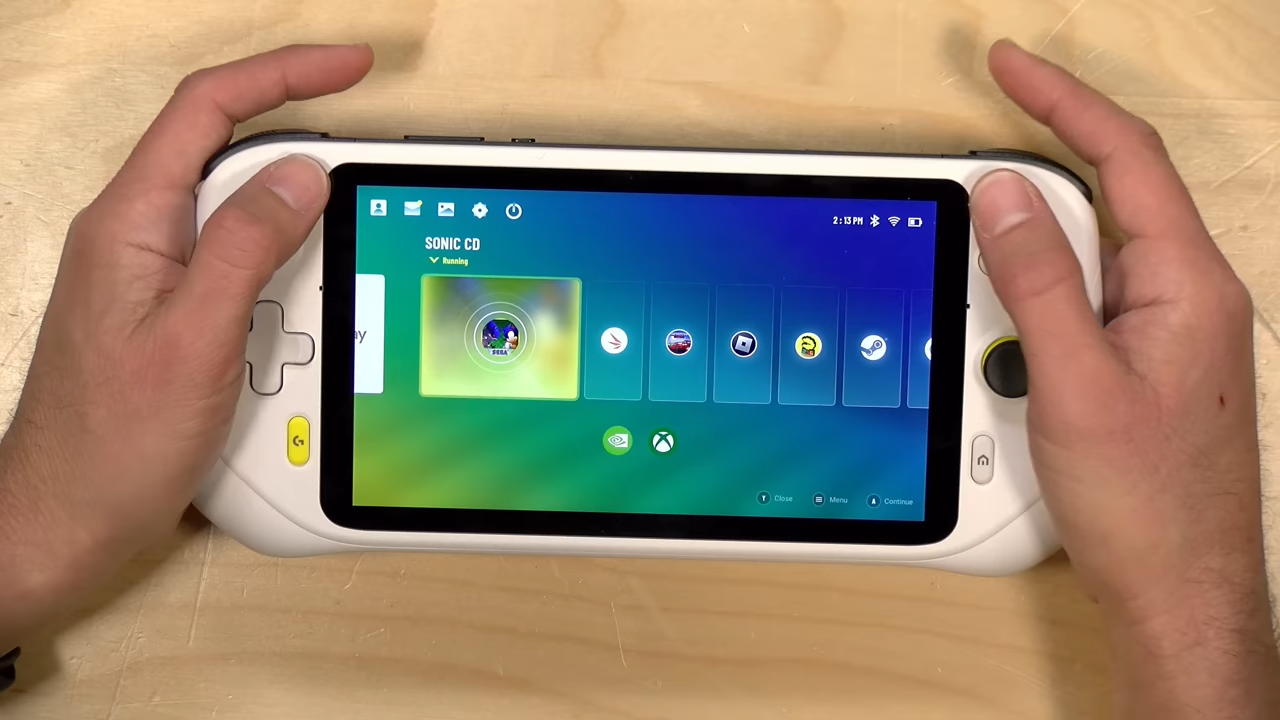 2:13 PM
SONIC CD
Running
ay
SEGA
Y Close
Menu
A Continue